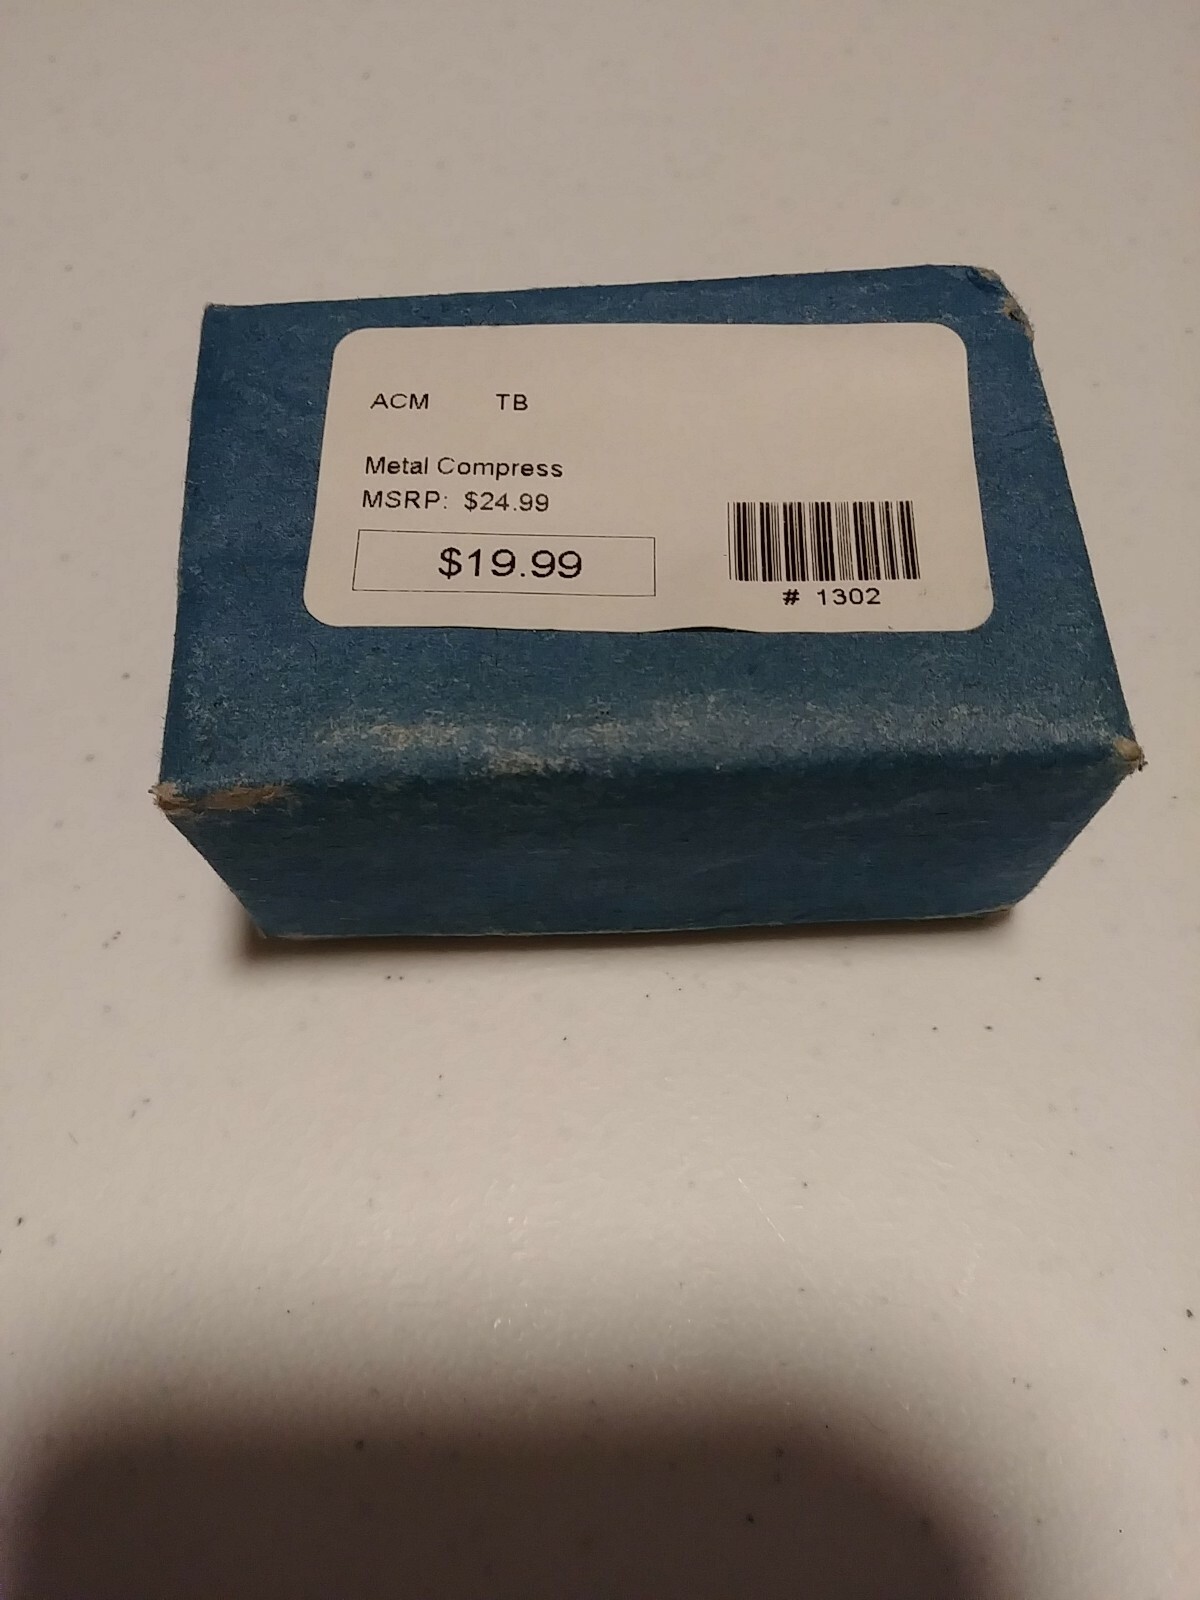 ACM TB
Metal Compress
MSRP: $24.99
$19.99
# 1302